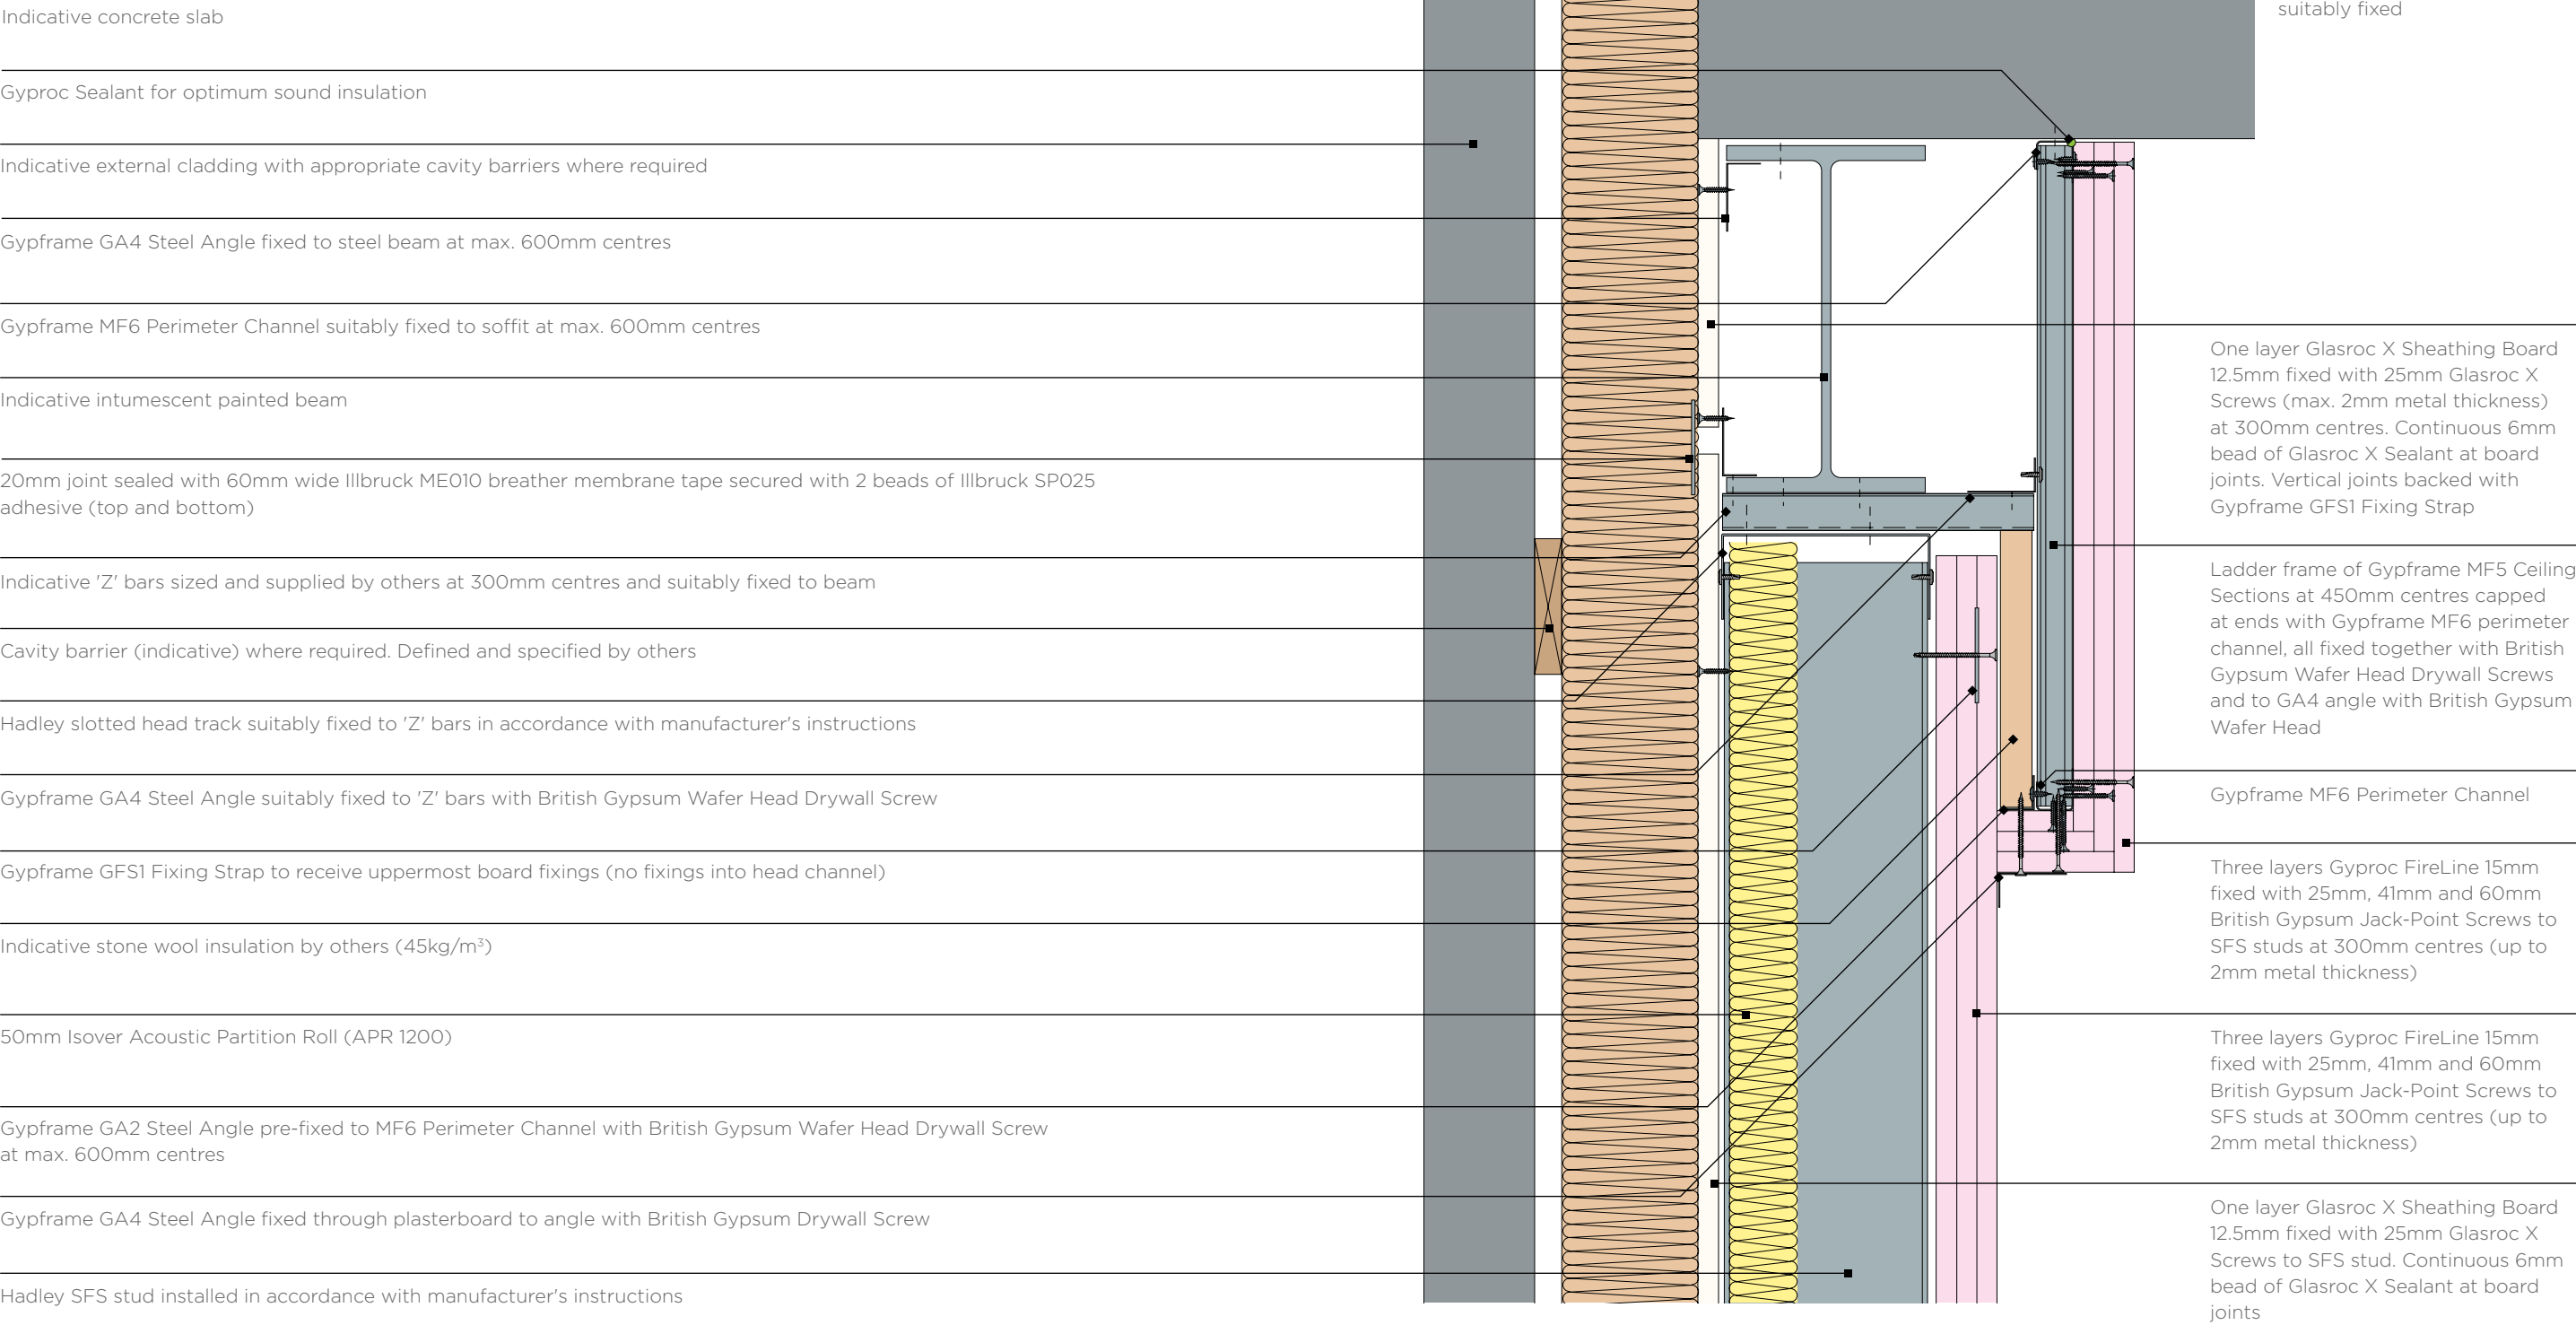 Indicative concrete slab
Gyproc Sealant for optimum sound insulation
Indicative external cladding with appropriate cavity barriers where required
Gypframe GA4 Steel Angle fixed to steel beam at max. 600mm centres
Gypframe MF6 Perimeter Channel suitably fixed to soffit at max. 600mm centres
Indicative intumescent painted beam
20mm joint sealed with 60mm wide Illbruck ME010 breather membrane tape secured with 2 beads of Illbruck SP025
adhesive (top and bottom)
Indicative 'Z' bars sized and supplied by others at 300mm centres and suitably fixed to beam
Cavity barrier (indicative) where required. Defined and specified by others
Hadley slotted head track suitably fixed to 'Z' bars in accordance with manufacturer's instructions
Gypframe GA4 Steel Angle suitably fixed to 'Z' bars with British Gypsum Wafer Head Drywall Screw
Gypframe GFS1 Fixing Strap to receive uppermost board fixings (no fixings into head channel)
Indicative stone wool insulation by others (45kg/m³)
50mm Isover Acoustic Partition Roll (APR 1200)
Gypframe GA2 Steel Angle pre-fixed to MF6 Perimeter Channel with British Gypsum Wafer Head Drywall Screw
at max. 600mm centres
Gypframe GA4 Steel Angle fixed through plasterboard to angle with British Gypsum Drywall Screw
Hadley SFS stud installed in accordance with manufacturer's instructions
suitably fixed
One layer Glasroc X Sheathing Board
12.5mm fixed with 25mm Glasroc X
Screws (max. 2mm metal thickness)
at 300mm centres. Continuous 6mm
bead of Glasroc X Sealant at board
joints. Vertical joints backed with
Gypframe GFS1 Fixing Strap
Ladder frame of Gypframe MF5 Ceiling
Sections at 450mm centres capped
at ends with Gypframe MF6 perimeter
channel, all fixed together with British
Gypsum Wafer Head Drywall Screws
and to GA4 angle with British Gypsum
Wafer Head
Gypframe MF6 Perimeter Channel
Three layers Gyproc FireLine 15mm
fixed with 25mm, 41mm and 60mm
British Gypsum Jack-Point Screws to
SFS studs at 300mm centres (up to
2mm metal thickness)
Three layers Gyproc FireLine 15mm
fixed with 25mm, 41mm and 60mm
British Gypsum Jack-Point Screws to
SFS studs at 300mm centres (up to
2mm metal thickness)
One layer Glasroc X Sheathing Board
12.5mm fixed with 25mm Glasroc X
Screws to SFS stud. Continuous 6mm
bead of Glasroc X Sealant at board
joints